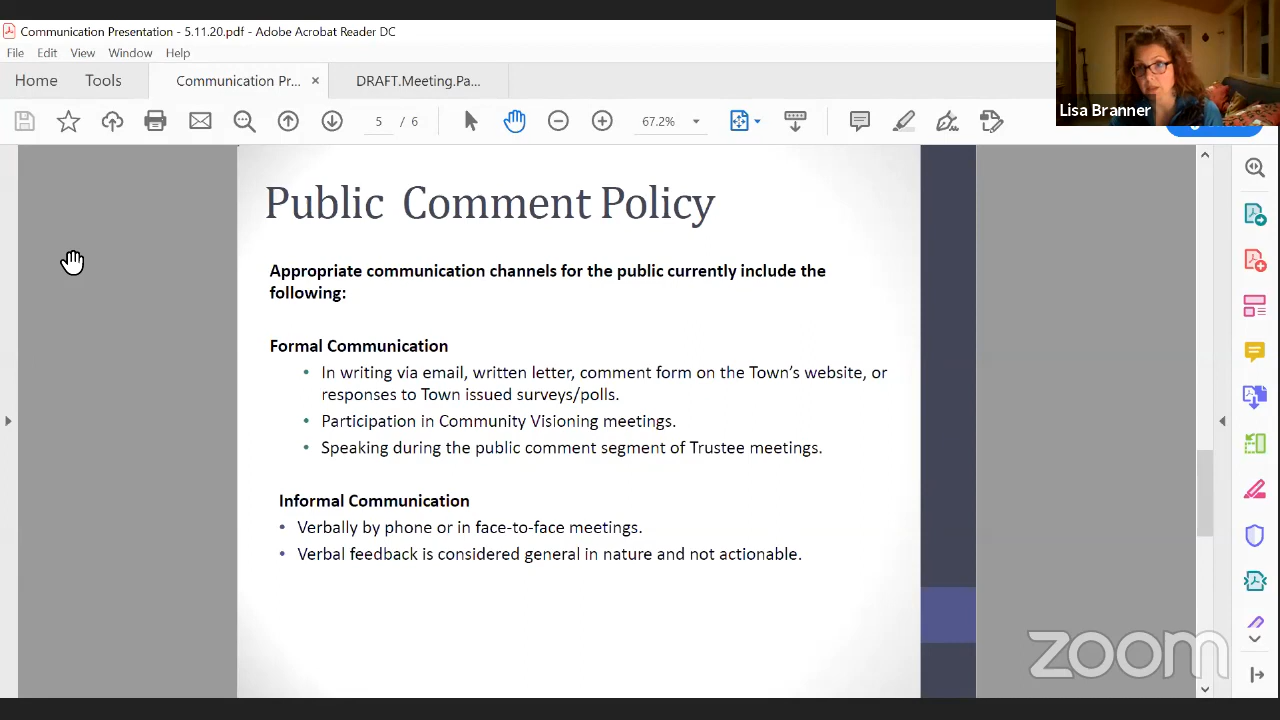 Communication Presentation - 5.11.20.pdf - Adobe Acrobat Reader DC
File Edit View Window Help
Home Tools Communication Pr... × DRAFT.Meeting.Pa...
5 / 6 67.2%
Lisa Branner
Public Comment Policy
Appropriate communication channels for the public currently include the
following:
Formal Communication
• In writing via email, written letter, comment form on the Town’s website, or
responses to Town issued surveys/polls.
• Participation in Community Visioning meetings.
• Speaking during the public comment segment of Trustee meetings.
Informal Communication
• Verbally by phone or in face-to-face meetings.
• Verbal feedback is considered general in nature and not actionable.
zoom